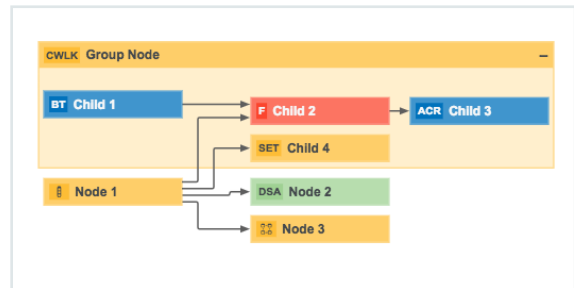 CWLK Group Node
BT Child 1
F Child 2
ACR Child 3
SET Child 4
Node 1
DSA Node 2
Node 3